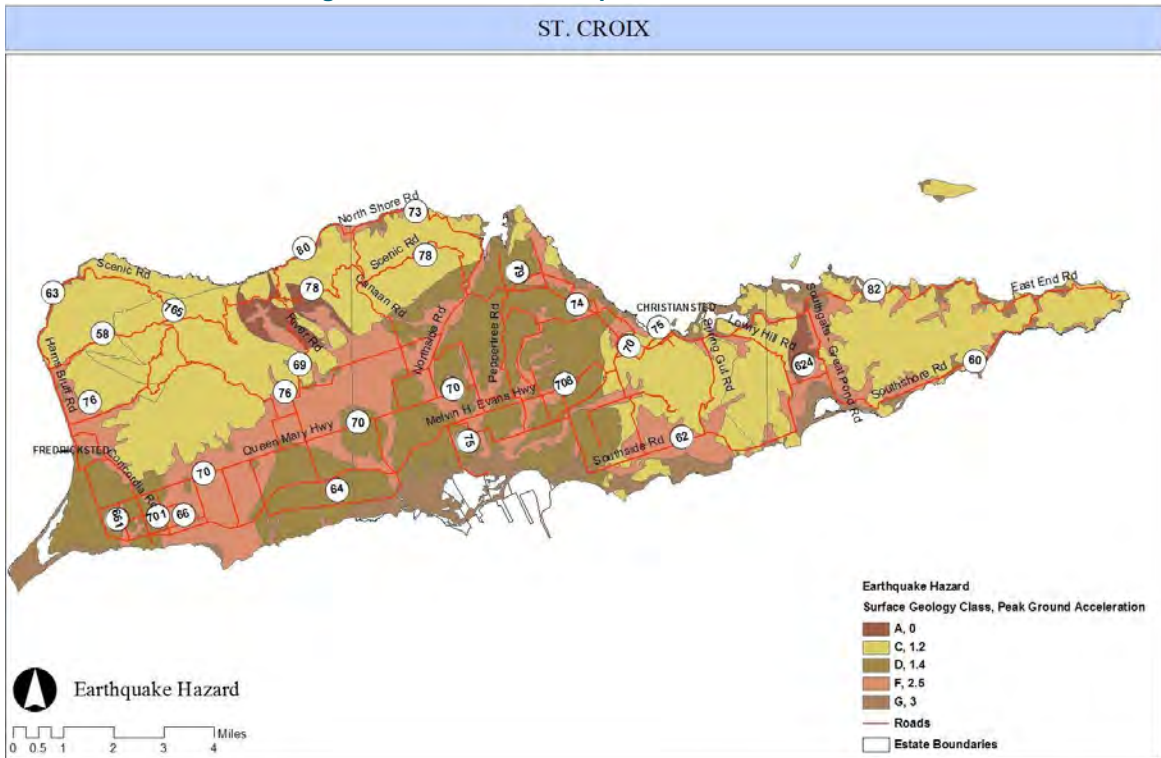 ST. CROIX
North Shore Rd
73
80
Scenic Rd
78
Scenic Rd
63
765
78
Canaan Rd
79
82
East End Rd
58
River Rd
Northside Rd
Peppertree Rd
74
CHRISTIANSTED
75
Lowry Hill Rd
Southgate - Great Pond Rd
Spring Gut Rd
70
69
624
60
Southshore Rd
Hams Bluff Rd
76
76
70
708
Melvin H. Evans Hwy
70
Queen Mary Hwy
75
62
Southside Rd
FREDRICKSTED
Concordia Rd
70
64
661
701
66
Earthquake Hazard
Surface Geology Class, Peak Ground Acceleration
A, 0
C, 1.2
D, 1.4
F, 2.5
G, 3
Roads
Estate Boundaries
Earthquake Hazard
Miles
0 0.5 1 2 3 4